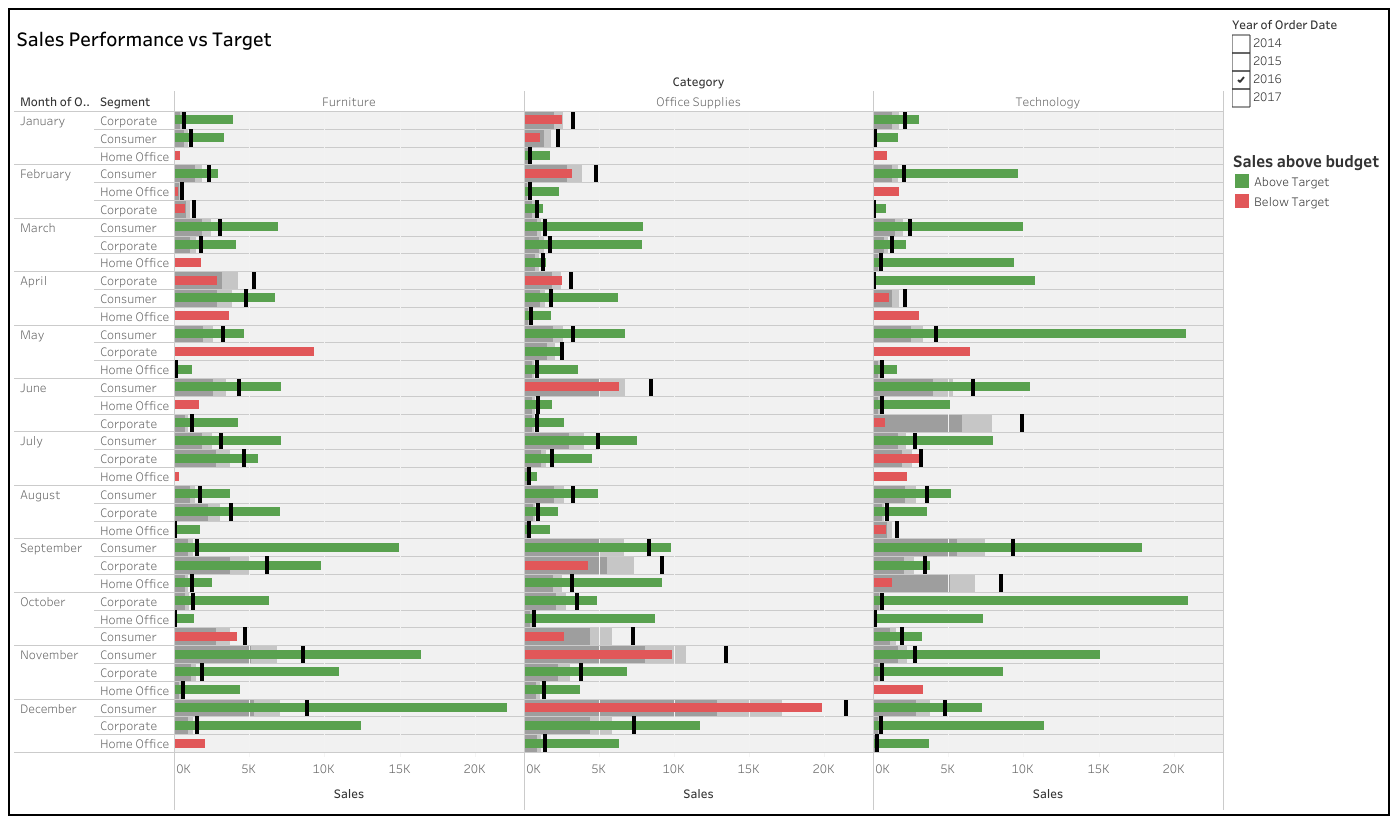 Sales Performance vs Target
Year of Order Date
2014
2015
2016
2017
Sales above budget
Above Target
Below Target
Category
Month of O.. Segment Furniture Office Supplies Technology
January Corporate
Consumer
Home Office
February Consumer
Home Office
Corporate
March Consumer
Corporate
Home Office
April Corporate
Consumer
Home Office
May Consumer
Corporate
Home Office
June Consumer
Home Office
Corporate
July Consumer
Corporate
Home Office
August Consumer
Corporate
Home Office
September Consumer
Corporate
Home Office
October Corporate
Home Office
Consumer
November Consumer
Corporate
Home Office
December Consumer
Corporate
Home Office
0K 5K 10K 15K 20K 0K 5K 10K 15K 20K 0K 5K 10K 15K 20K
Sales Sales Sales